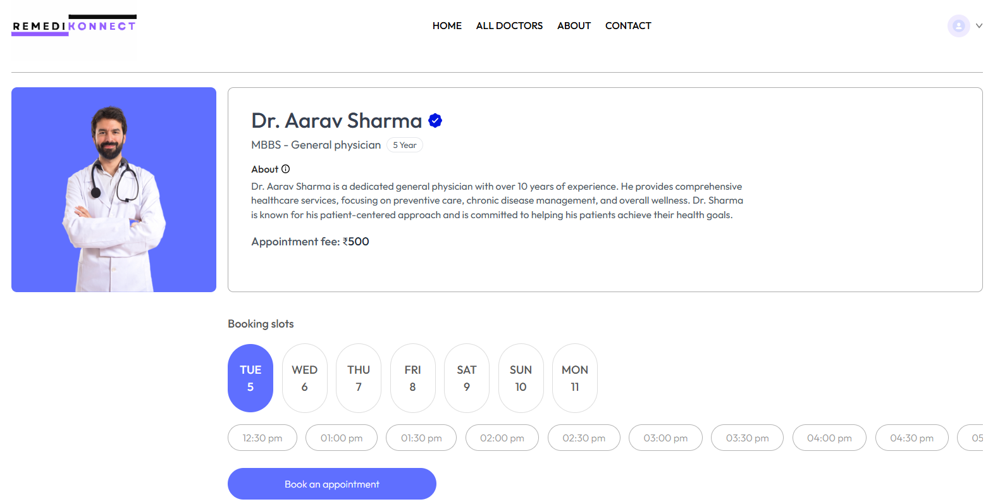 REMEDIKONNECT
HOME ALL DOCTORS ABOUT CONTACT
Dr. Aarav Sharma
MBBS - General physician 5 Year
About
Dr. Aarav Sharma is a dedicated general physician with over 10 years of experience. He provides comprehensive
healthcare services, focusing on preventive care, chronic disease management, and overall wellness. Dr. Sharma
is known for his patient-centered approach and is committed to helping his patients achieve their health goals.
Appointment fee: ₹500
Booking slots
TUE WED THU FRI SAT SUN MON
5 6 7 8 9 10 11
12:30 pm 01:00 pm 01:30 pm 02:00 pm 02:30 pm 03:00 pm 03:30 pm 04:00 pm 04:30 pm 05
Book an appointment